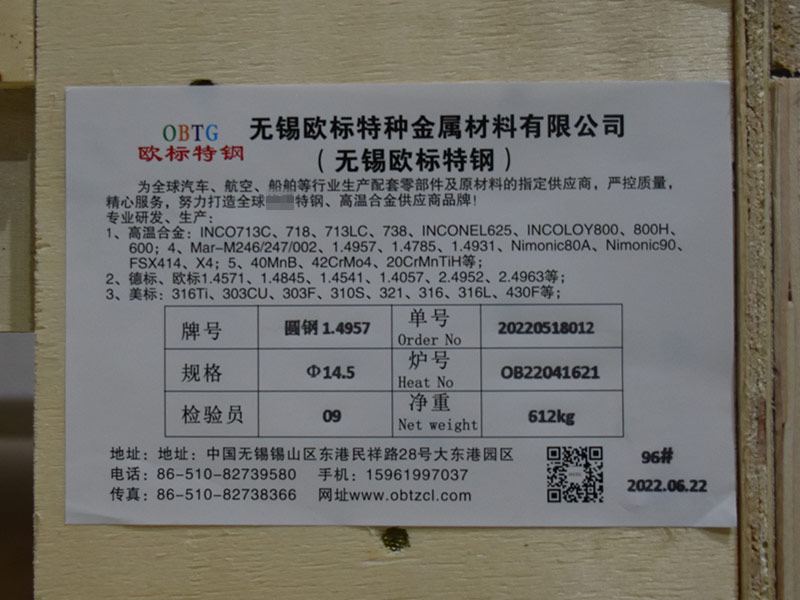 OBTG
欧标特钢
无锡欧标特种金属材料有限公司
（无锡欧标特钢）
为全球汽车、航空、船舶等行业生产配套零部件及原材料的指定供应商，严控质量，
精心服务，努力打造全球 特钢、高温合金供应商品牌!
专业研发、生产：
1、高温合金：INCO713C、718、713LC、738、INCONEL625、INCOLOY800、800H、
600；4、Mar-M246/247/002、1.4957、1.4785、1.4931、Nimonic80A、Nimonic90、
FSX414、X4；5、40MnB、42CrMo4、20CrMnTiH等；
2、德标、欧标1.4571、1.4845、1.4541、1.4057、2.4952、2.4963等；
3、美标：316Ti、303CU、303F、310S、321、316、316L、430F等；
牌号 圆钢 1.4957 单号 Order No 20220518012
规格 Φ14.5 炉号 Heat No OB22041621
检验员 09 净重 Net weight 612kg
地址：地址：中国无锡锡山区东港民祥路28号大东港园区
电话：86-510-82739580 手机：15961997037
传真：86-510-82738366 网址www.obtzcl.com
96#
2022.06.22